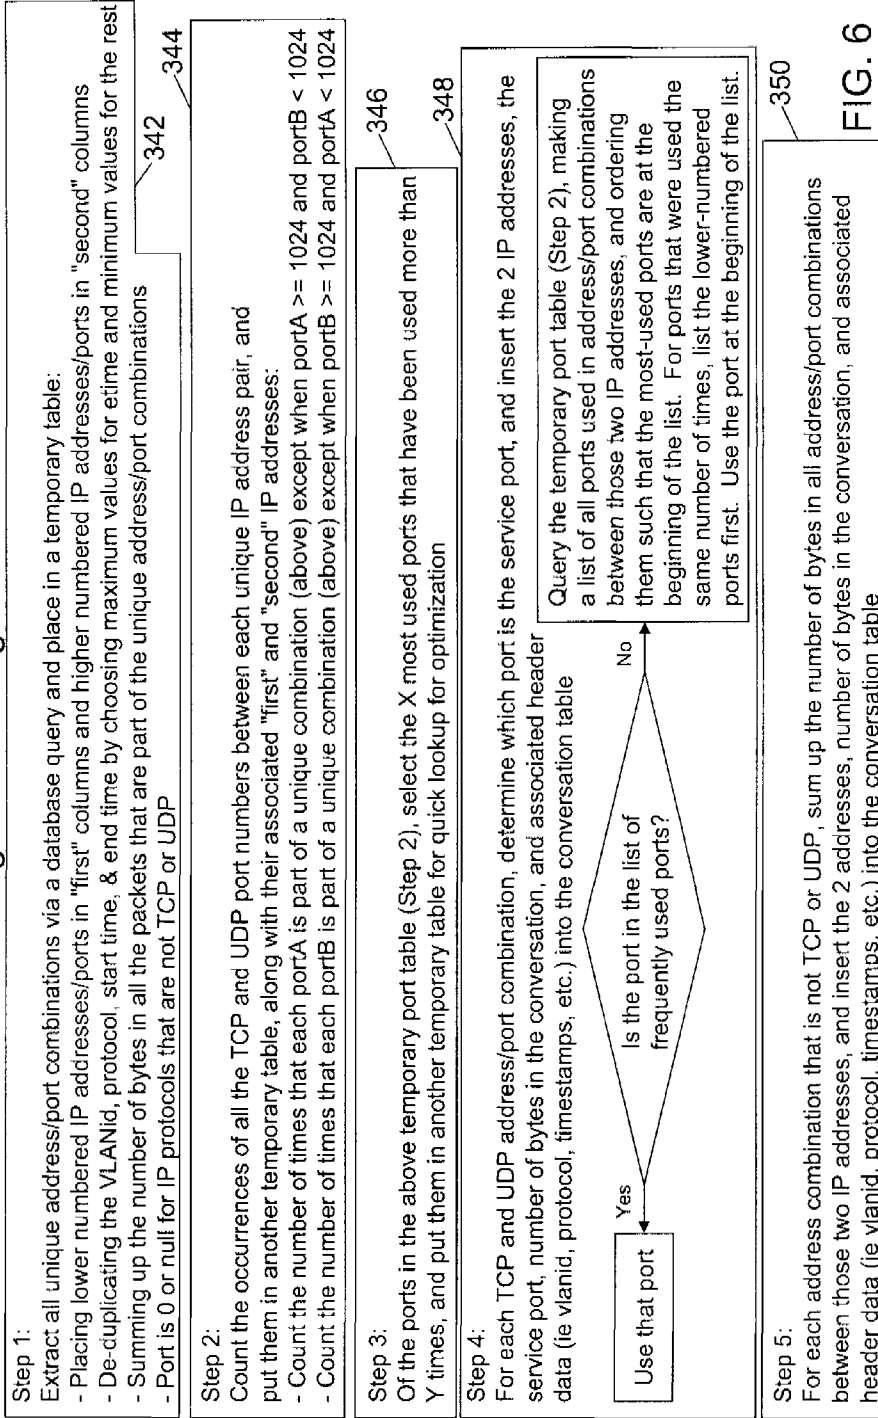 Step 1:
Extract all unique address/port combinations via a database query and place in a temporary table:
- Placing lower numbered IP addresses/ports in "first" columns and higher numbered IP addresses/ports in "second" columns
- De-duplicating the VLANid, protocol, start time, & end time by choosing maximum values for etime and minimum values for the rest
- Summing up the number of bytes in all the packets that are part of the unique address/port combinations
- Port is 0 or null for IP protocols that are not TCP or UDP
342
Step 2:
Count the occurrences of all the TCP and UDP port numbers between each unique IP address pair, and
put them in another temporary table, along with their associated "first" and "second" IP addresses:
- Count the number of times that each portA is part of a unique combination (above) except when portA >= 1024 and portB < 1024
- Count the number of times that each portB is part of a unique combination (above) except when portB >= 1024 and portA < 1024
344
Step 3:
Of the ports in the above temporary port table (Step 2), select the X most used ports that have been used more than
Y times, and put them in another temporary table for quick lookup for optimization
346
Step 4:
For each TCP and UDP address/port combination, determine which port is the service port, and insert the 2 IP addresses, the
service port, number of bytes in the conversation, and associated header
data (ie vlanid, protocol, timestamps, etc.) into the conversation table
348
Is the port in the list of
frequently used ports?
Yes
Use that port
No
Query the temporary port table (Step 2), making
a list of all ports used in address/port combinations
between those two IP addresses, and ordering
them such that the most-used ports are at the
beginning of the list. For ports that were used the
same number of times, list the lower-numbered
ports first. Use the port at the beginning of the list.
Step 5:
For each address combination that is not TCP or UDP, sum up the number of bytes in all address/port combinations
between those two IP addresses, and insert the 2 addresses, number of bytes in the conversation, and associated
header data (ie vlanid, protocol, timestamps, etc.) into the conversation table
350
FIG. 6